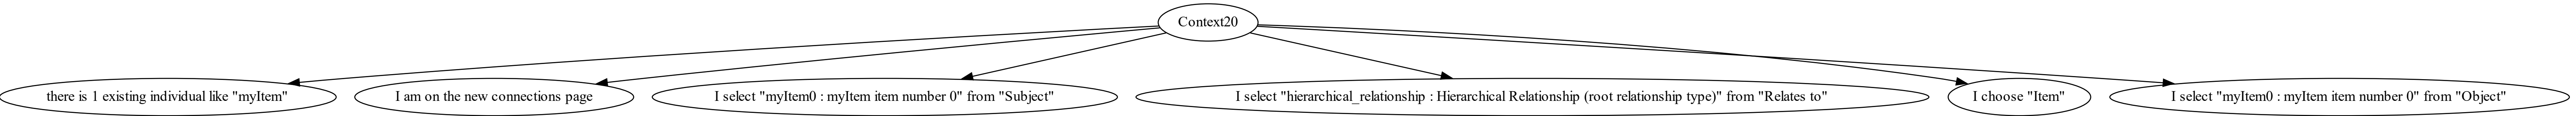 Context20
there is 1 existing individual like "myItem"
I am on the new connections page
I select "myItem0 : myItem item number 0" from "Subject"
I select "hierarchical_relationship : Hierarchical Relationship (root relationship type)" from "Relates to"
I choose "Item"
I select "myItem0 : myItem item number 0" from "Object"